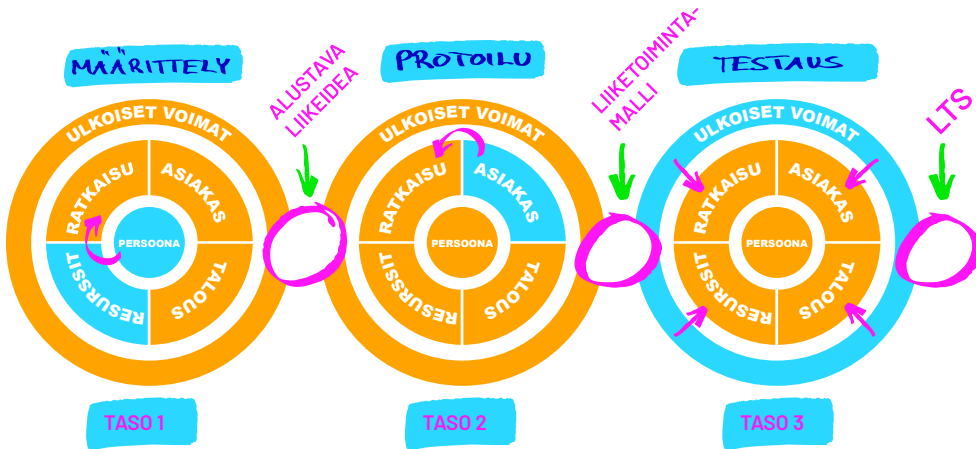 MÄÄRITTELY
ALUSTAVA
LIIKEIDEA
PROTOILU
LIIKETOIMINTA-
MALLI
TESTAUS
LTS
ULKOISET VOIMAT
RATKAISU
ASIAKAS
PERSOONA
RESURSSIT
TALOUS
ULKOISET VOIMAT
RATKAISU
ASIAKAS
PERSOONA
RESURSSIT
TALOUS
ULKOISET VOIMAT
RATKAISU
ASIAKAS
PERSOONA
RESURSSIT
TALOUS
TASO 1
TASO 2
TASO 3